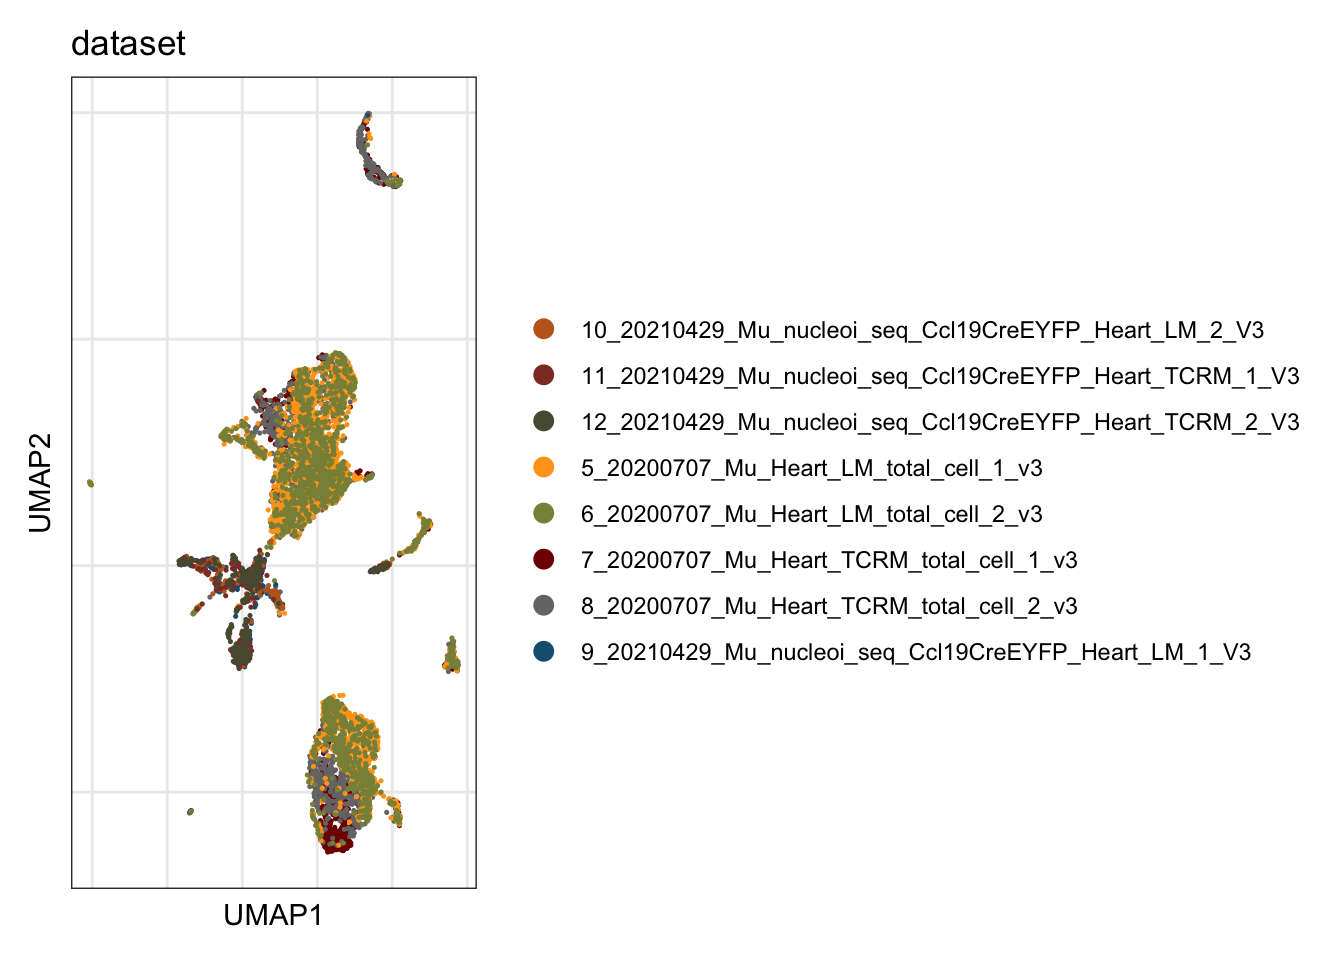 dataset
UMAP2
UMAP1
10_20210429_Mu_nucleoi_seq_Ccl19CreEYFP_Heart_LM_2_V3
11_20210429_Mu_nucleoi_seq_Ccl19CreEYFP_Heart_TCRM_1_V3
12_20210429_Mu_nucleoi_seq_Ccl19CreEYFP_Heart_TCRM_2_V3
5_20200707_Mu_Heart_LM_total_cell_1_v3
6_20200707_Mu_Heart_LM_total_cell_2_v3
7_20200707_Mu_Heart_TCRM_total_cell_1_v3
8_20200707_Mu_Heart_TCRM_total_cell_2_v3
9_20210429_Mu_nucleoi_seq_Ccl19CreEYFP_Heart_LM_1_V3